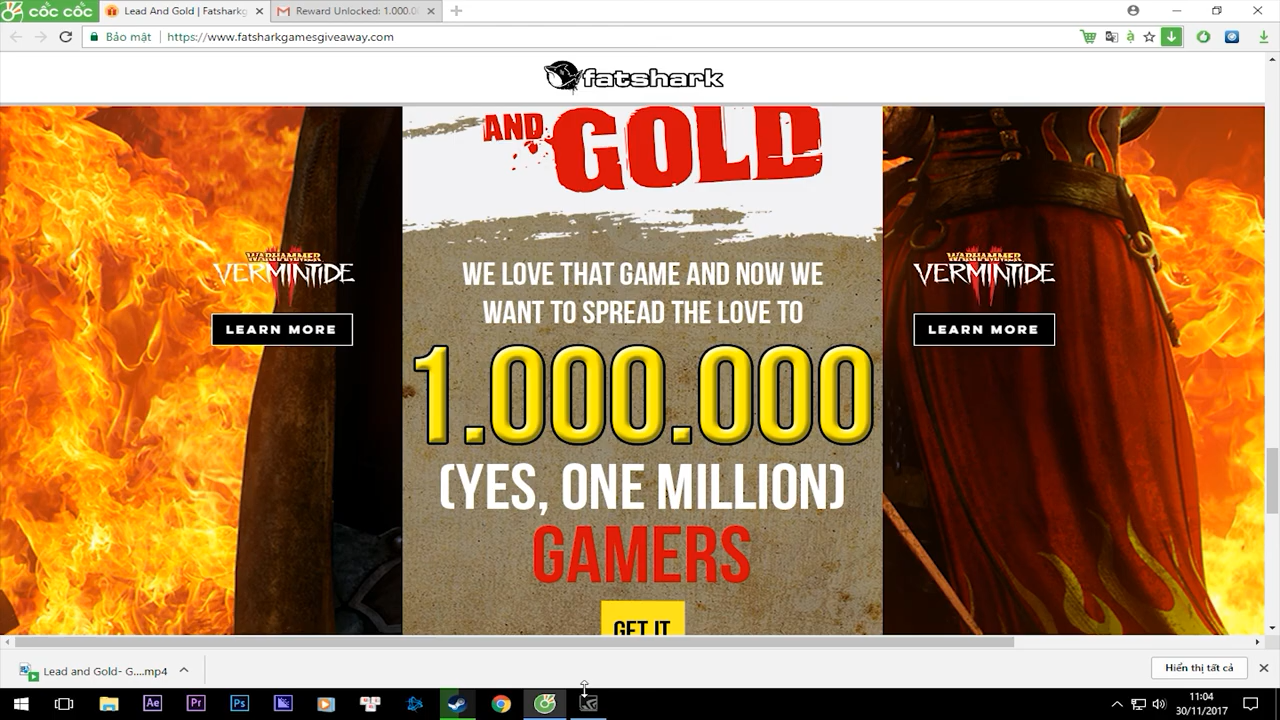 cốc cốc
Lead And Gold | Fatsharkg
Reward Unlocked: 1.000.0
Bảo mật
https://www.fatsharkgamesgiveaway.com
fatshark
AND GOLD
WARHAMMER
VERMINTIDE
LEARN MORE
WE LOVE THAT GAME AND NOW WE
WANT TO SPREAD THE LOVE TO
1.000.000
(YES, ONE MILLION)
GAMERS
GET IT
WARHAMMER
VERMINTIDE
LEARN MORE
Lead and Gold- G....mp4
Hiển thị tất cả
Ae
Pr
Ps
11:04
30/11/2017